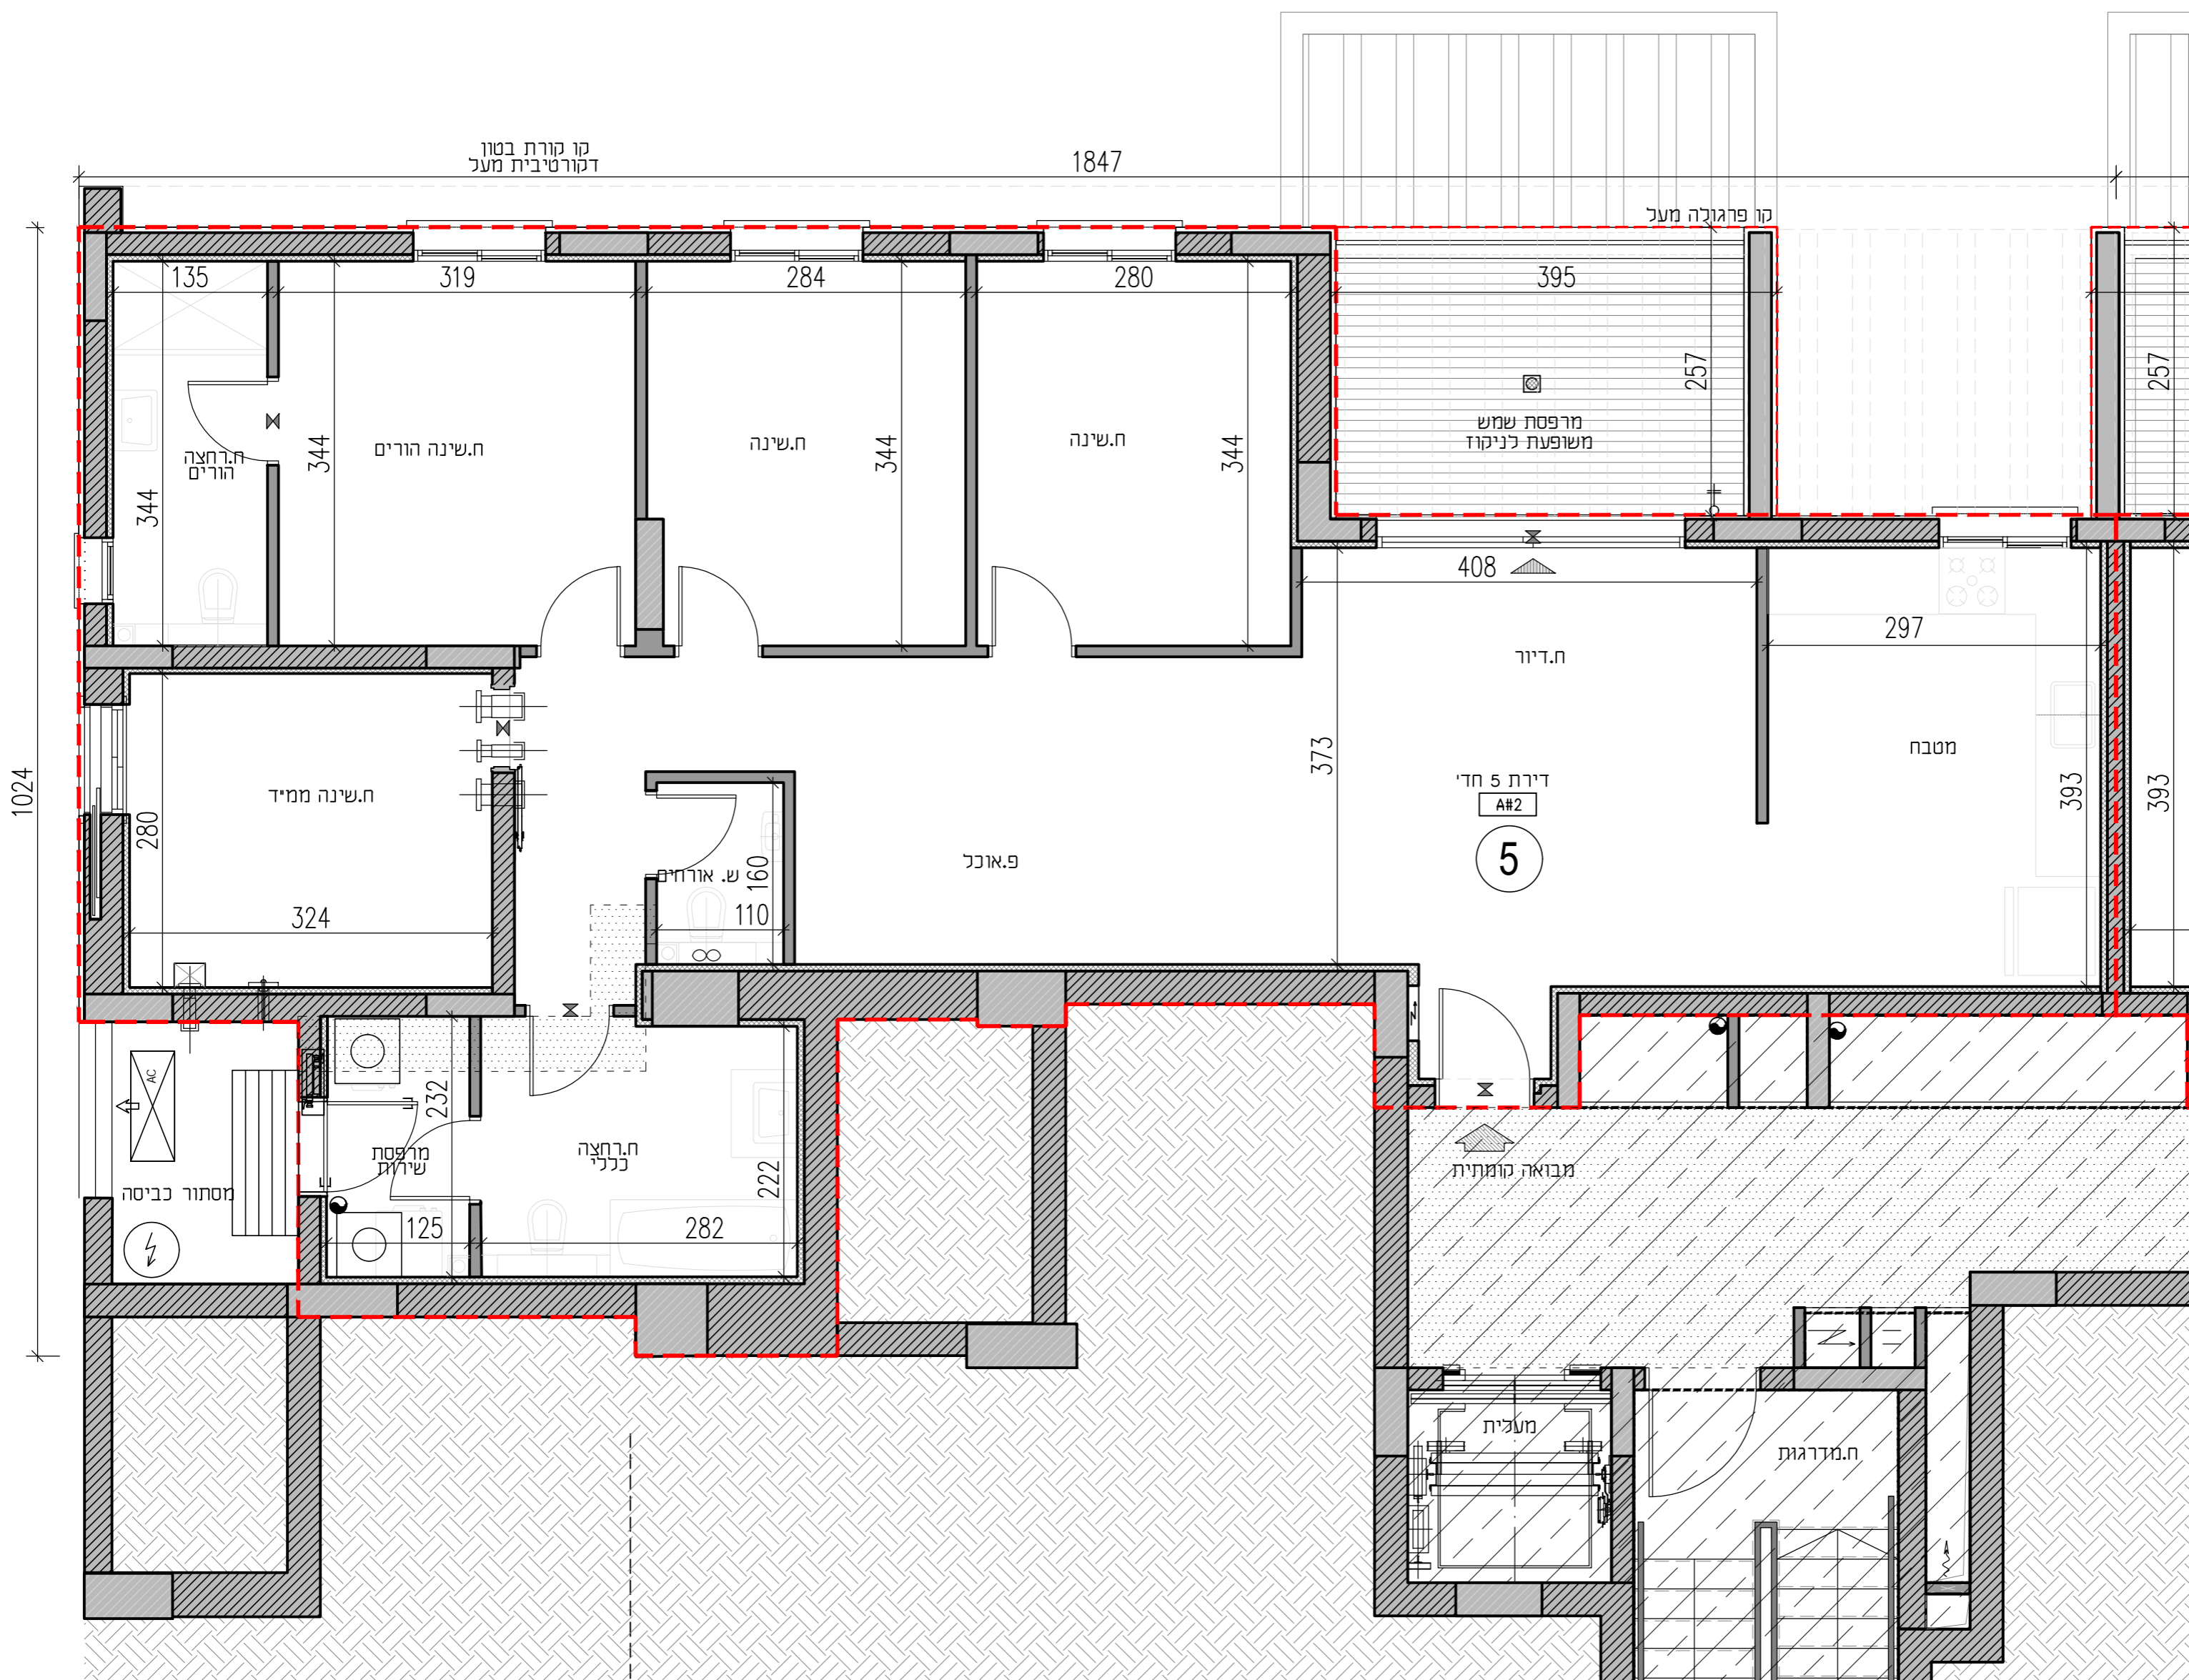 קו קורת בטון
דקורטיבית מעל
1847
קו פרגולה מעל
135
319
284
280
395
257
257
מרפסת שמש
משופעת לניקוז
ח.רחצה
הורים
344
344
ח.שינה הורים
ח.שינה
344
ח.שינה
344
408
297
ח.דיור
מטבח
373
393
393
1024
ח.שינה ממ"ד
280
324
דירת 5 חד'
A#2
5
פ.אוכל
ש. אורחים
160
110
AC
מסתור כביסה
מרפסת
שירות
232
125
ח.רחצה
כללי
222
282
מבואה קומתית
מעלית
ח.מדרגות